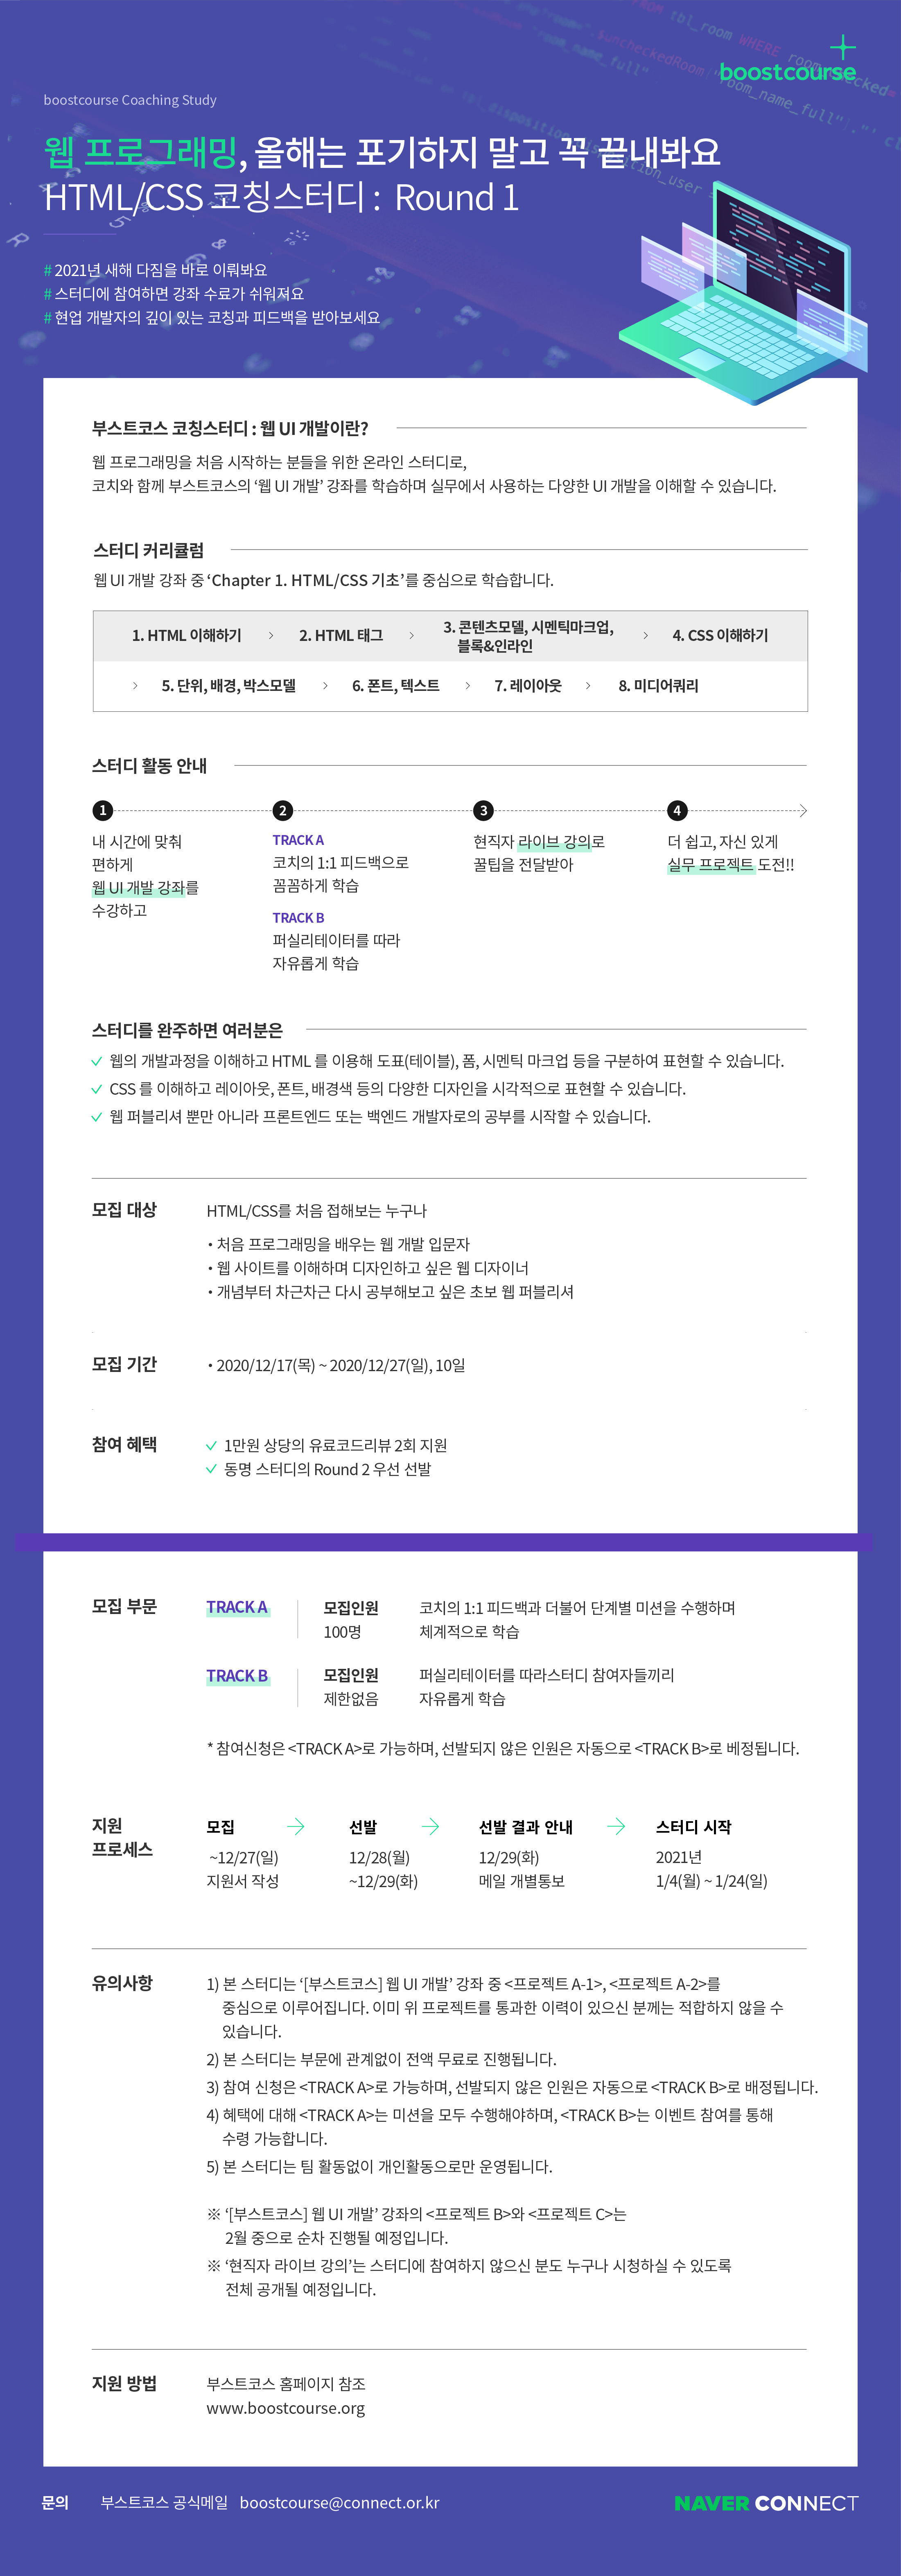 boostcourse
boostcourse Coaching Study
웹 프로그래밍, 올해는 포기하지 말고 꼭 끝내봐요
HTML/CSS 코칭스터디 : Round 1
# 2021년 새해 다짐을 바로 이뤄봐요
# 스터디에 참여하면 강좌 수료가 쉬워져요
# 현업 개발자의 깊이 있는 코칭과 피드백을 받아보세요
부스트코스 코칭스터디 : 웹 UI 개발이란?
웹 프로그래밍을 처음 시작하는 분들을 위한 온라인 스터디로,
코치와 함께 부스트코스의 ‘웹 UI 개발’ 강좌를 학습하며 실무에서 사용하는 다양한 UI 개발을 이해할 수 있습니다.
스터디 커리큘럼
웹 UI 개발 강좌 중 ‘Chapter 1. HTML/CSS 기초’를 중심으로 학습합니다.
1. HTML 이해하기 > 2. HTML 태그 > 3. 콘텐츠모델, 시멘틱마크업,
블록&인라인 > 4. CSS 이해하기
> 5. 단위, 배경, 박스모델 > 6. 폰트, 텍스트 > 7. 레이아웃 > 8. 미디어쿼리
스터디 활동 안내
1
내 시간에 맞춰
편하게
웹 UI 개발 강좌를
수강하고
2
TRACK A
코치의 1:1 피드백으로
꼼꼼하게 학습
TRACK B
퍼실리테이터를 따라
자유롭게 학습
3
현직자 라이브 강의로
꿀팁을 전달받아
4
더 쉽고, 자신 있게
실무 프로젝트 도전!!
스터디를 완주하면 여러분은
웹의 개발과정을 이해하고 HTML 를 이용해 도표(테이블), 폼, 시멘틱 마크업 등을 구분하여 표현할 수 있습니다.
CSS 를 이해하고 레이아웃, 폰트, 배경색 등의 다양한 디자인을 시각적으로 표현할 수 있습니다.
웹 퍼블리셔 뿐만 아니라 프론트엔드 또는 백엔드 개발자로의 공부를 시작할 수 있습니다.
모집 대상
HTML/CSS를 처음 접해보는 누구나
• 처음 프로그래밍을 배우는 웹 개발 입문자
• 웹 사이트를 이해하며 디자인하고 싶은 웹 디자이너
• 개념부터 차근차근 다시 공부해보고 싶은 초보 웹 퍼블리셔
모집 기간
• 2020/12/17(목) ~ 2020/12/27(일), 10일
참여 혜택
1만원 상당의 유료코드리뷰 2회 지원
동명 스터디의 Round 2 우선 선발
모집 부문
TRACK A
모집인원
100명
코치의 1:1 피드백과 더불어 단계별 미션을 수행하며
체계적으로 학습
TRACK B
모집인원
제한없음
퍼실리테이터를 따라스터디 참여자들끼리
자유롭게 학습
* 참여신청은 <TRACK A>로 가능하며, 선발되지 않은 인원은 자동으로 <TRACK B>로 베정됩니다.
지원
프로세스
모집
~12/27(일)
지원서 작성
선발
12/28(월)
~12/29(화)
선발 결과 안내
12/29(화)
메일 개별통보
스터디 시작
2021년
1/4(월) ~ 1/24(일)
유의사항
1) 본 스터디는 ‘[부스트코스] 웹 UI 개발’ 강좌 중 <프로젝트 A-1>, <프로젝트 A-2>를
중심으로 이루어집니다. 이미 위 프로젝트를 통과한 이력이 있으신 분께는 적합하지 않을 수
있습니다.
2) 본 스터디는 부문에 관계없이 전액 무료로 진행됩니다.
3) 참여 신청은 <TRACK A>로 가능하며, 선발되지 않은 인원은 자동으로 <TRACK B>로 배정됩니다.
4) 혜택에 대해 <TRACK A>는 미션을 모두 수행해야하며, <TRACK B>는 이벤트 참여를 통해
수령 가능합니다.
5) 본 스터디는 팀 활동없이 개인활동으로만 운영됩니다.
※ ‘[부스트코스] 웹 UI 개발’ 강좌의 <프로젝트 B>와 <프로젝트 C>는
2월 중으로 순차 진행될 예정입니다.
※ ‘현직자 라이브 강의’는 스터디에 참여하지 않으신 분도 누구나 시청하실 수 있도록
전체 공개될 예정입니다.
지원 방법
부스트코스 홈페이지 참조
www.boostcourse.org
문의 부스트코스 공식메일 boostcourse@connect.or.kr
NAVER CONNECT